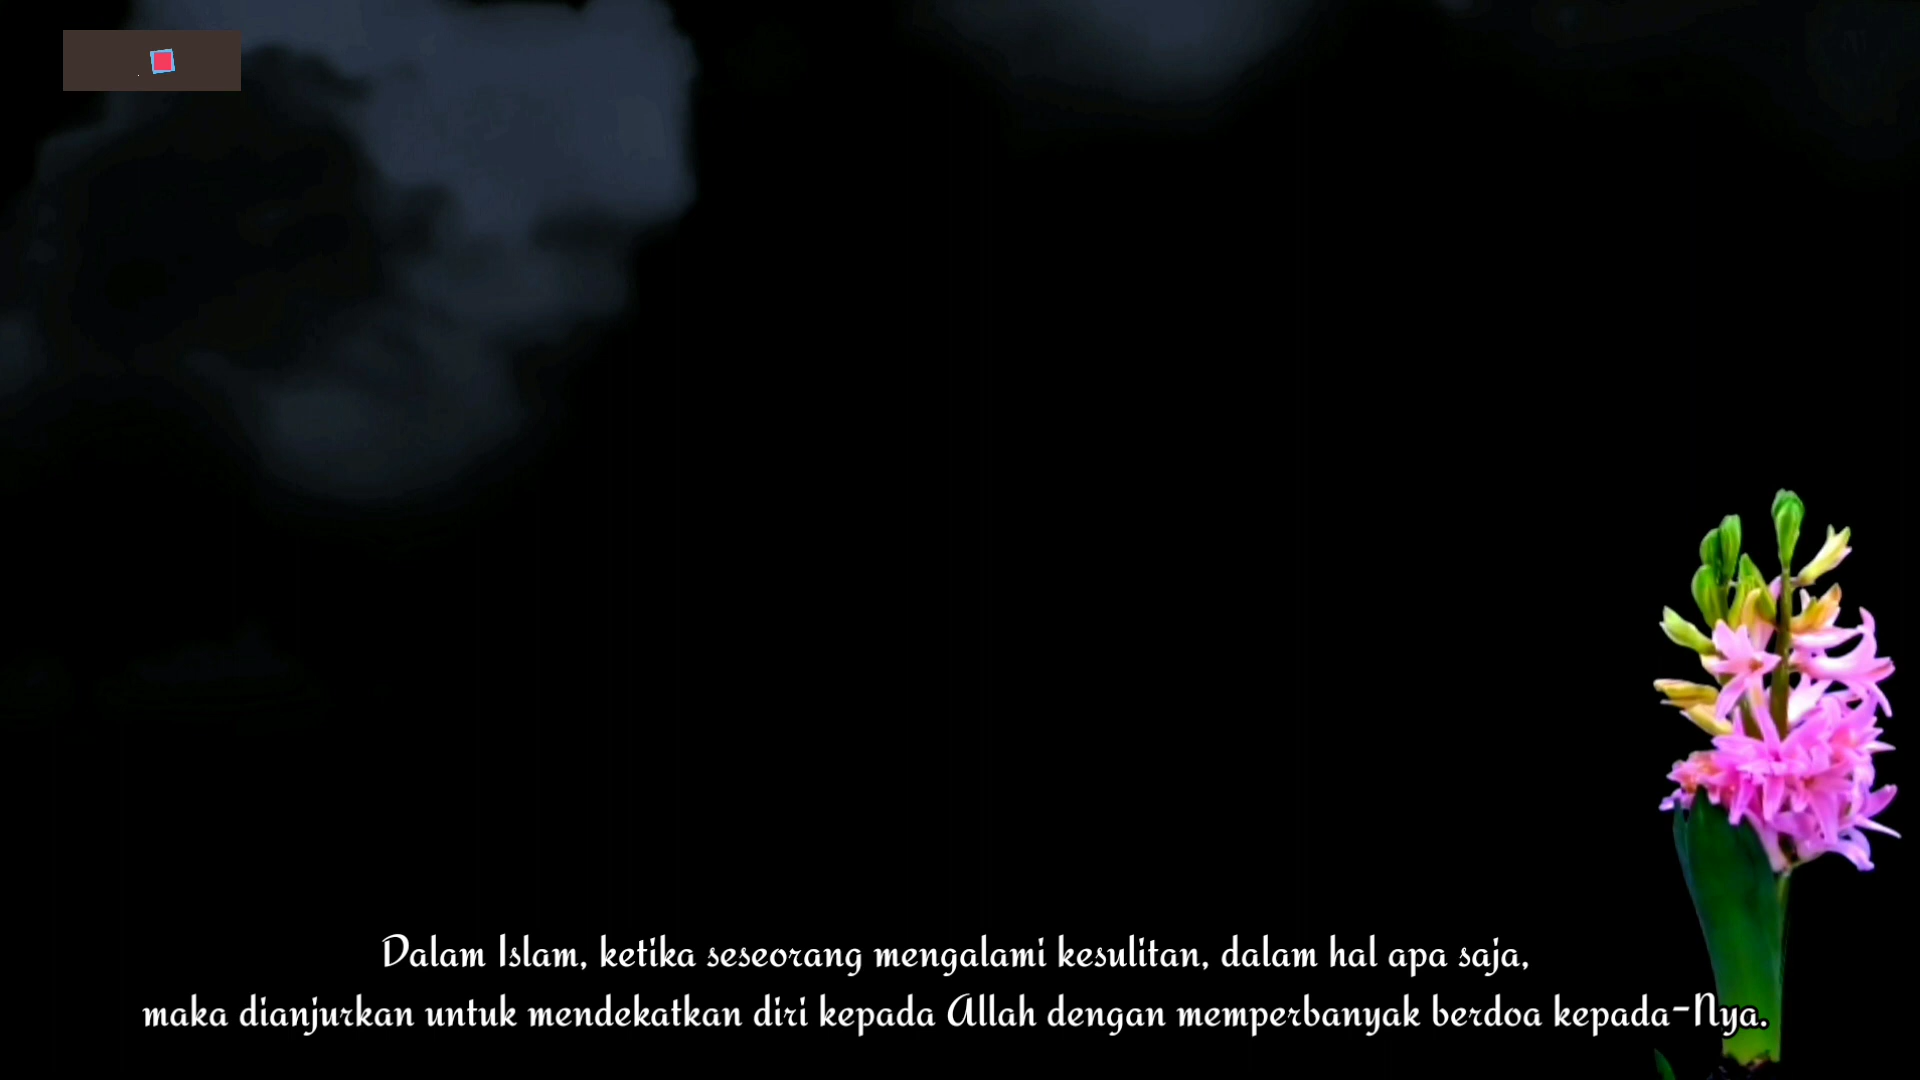 Dalam Islam, ketika seseorang mengalami kesulitan, dalam hal apa saja,
maka dianjurkan untuk mendekatkan diri kepada Allah dengan memperbanyak berdoa kepada-Nya.